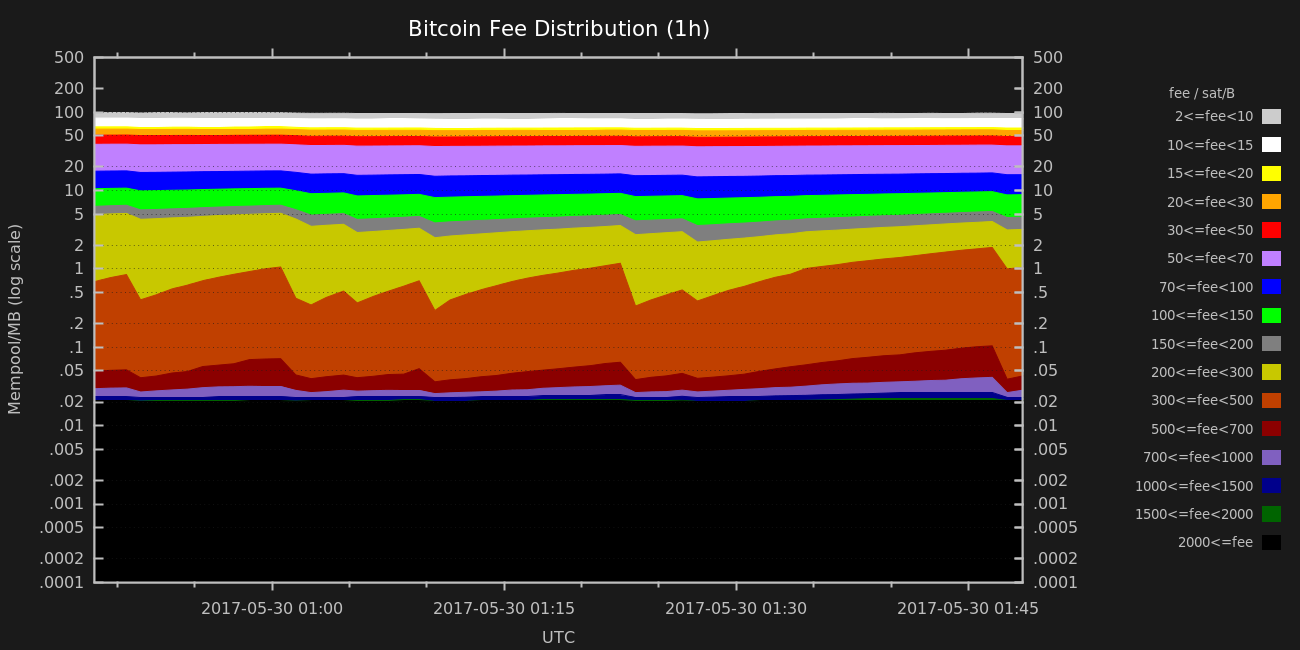 Bitcoin Fee Distribution (1h)
500 500
200 200
100 100
50 50
20 20
10 10
5 5
2 2
1 1
.5 .5
.2 .2
.1 .1
.05 .05
.02 .02
.01 .01
.005 .005
.002 .002
.001 .001
.0005 .0005
.0002 .0002
.0001 .0001
Mempool/MB (log scale)
2017-05-30 01:00 2017-05-30 01:15 2017-05-30 01:30 2017-05-30 01:45
UTC
fee / sat/B
2<=fee<10
10<=fee<15
15<=fee<20
20<=fee<30
30<=fee<50
50<=fee<70
70<=fee<100
100<=fee<150
150<=fee<200
200<=fee<300
300<=fee<500
500<=fee<700
700<=fee<1000
1000<=fee<1500
1500<=fee<2000
2000<=fee